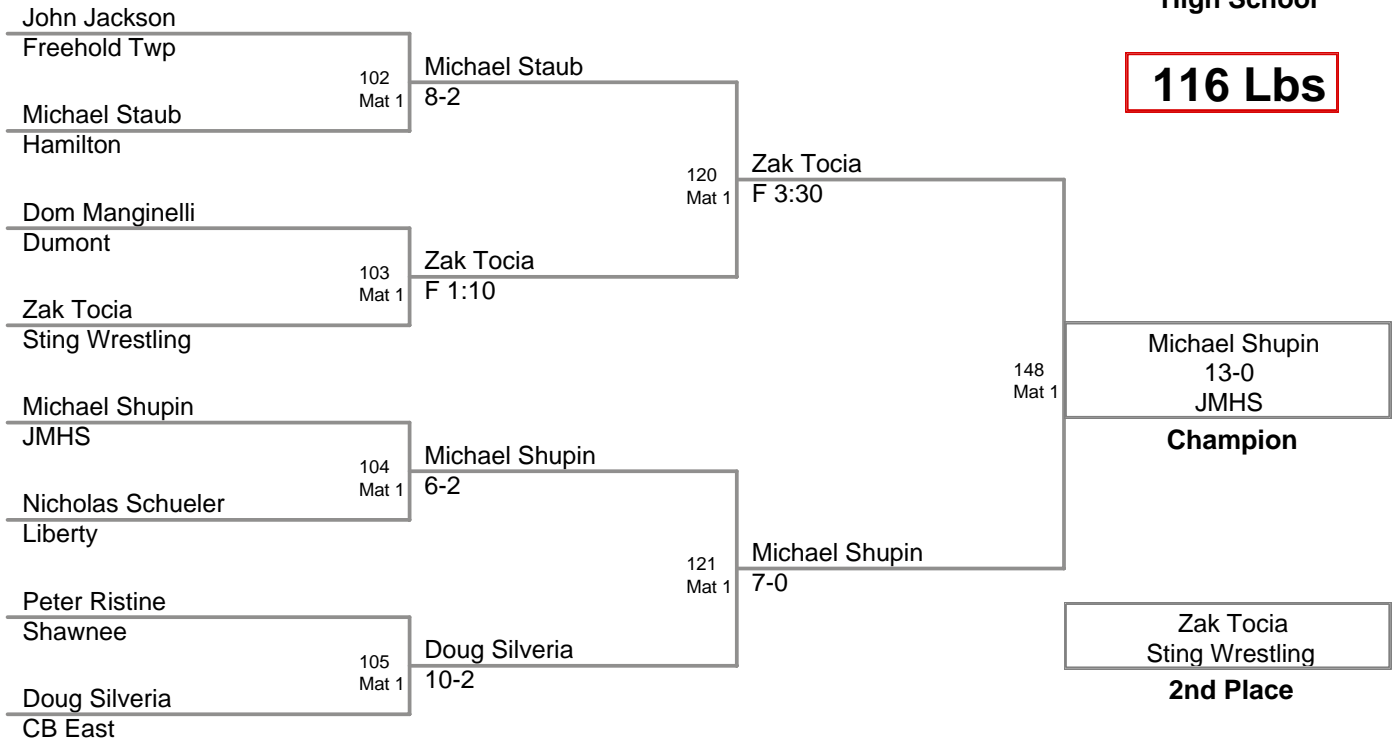 High School
116 Lbs
John Jackson
Freehold Twp
102
Mat 1
Michael Staub
Hamilton
Michael Staub
8-2
Dom Manginelli
Dumont
103
Mat 1
Zak Tocia
Sting Wrestling
Zak Tocia
F 1:10
120
Mat 1
Zak Tocia
F 3:30
Michael Shupin
JMHS
104
Mat 1
Nicholas Schueler
Liberty
Michael Shupin
6-2
Peter Ristine
Shawnee
105
Mat 1
Doug Silveria
CB East
Doug Silveria
10-2
121
Mat 1
Michael Shupin
7-0
148
Mat 1
Michael Shupin
13-0
JMHS
Champion
Zak Tocia
Sting Wrestling
2nd Place